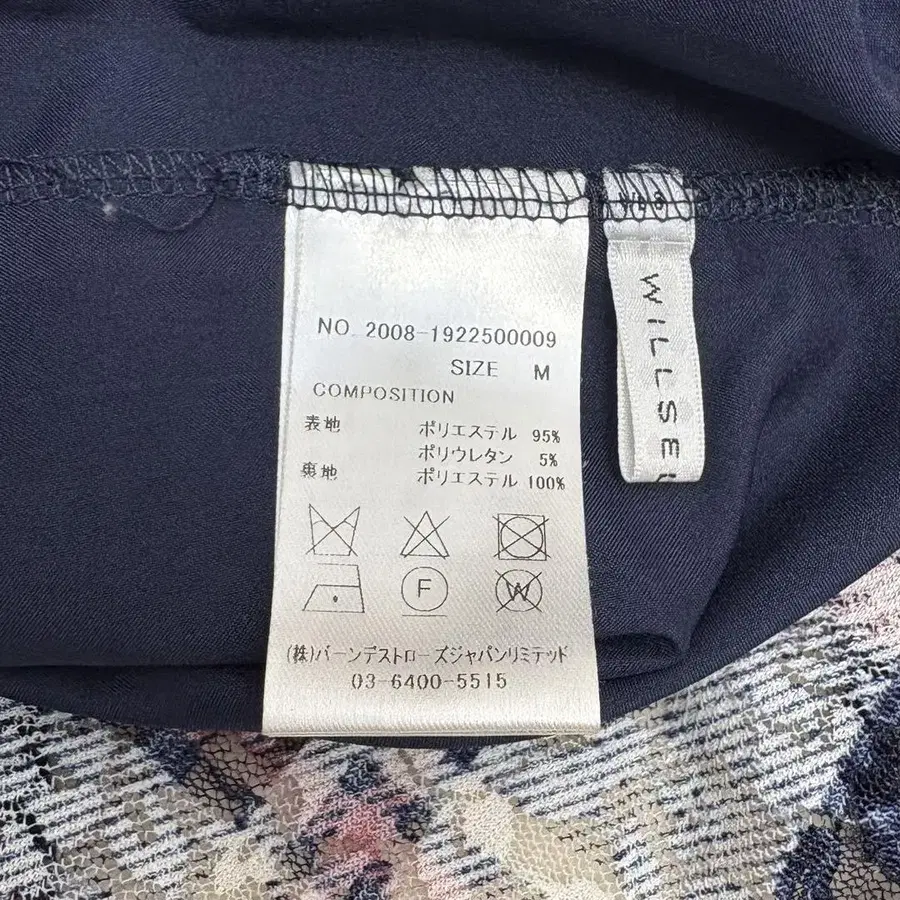 NO. 2008-1922500009
SIZE M
COMPOSITION
表地 ポリエステル 95%
ポリウレタン 5%
裏地 ポリエステル 100%
F
W
(株)バーンデストローズジャパンリミテッド
03-6400-5515
WILLSEL